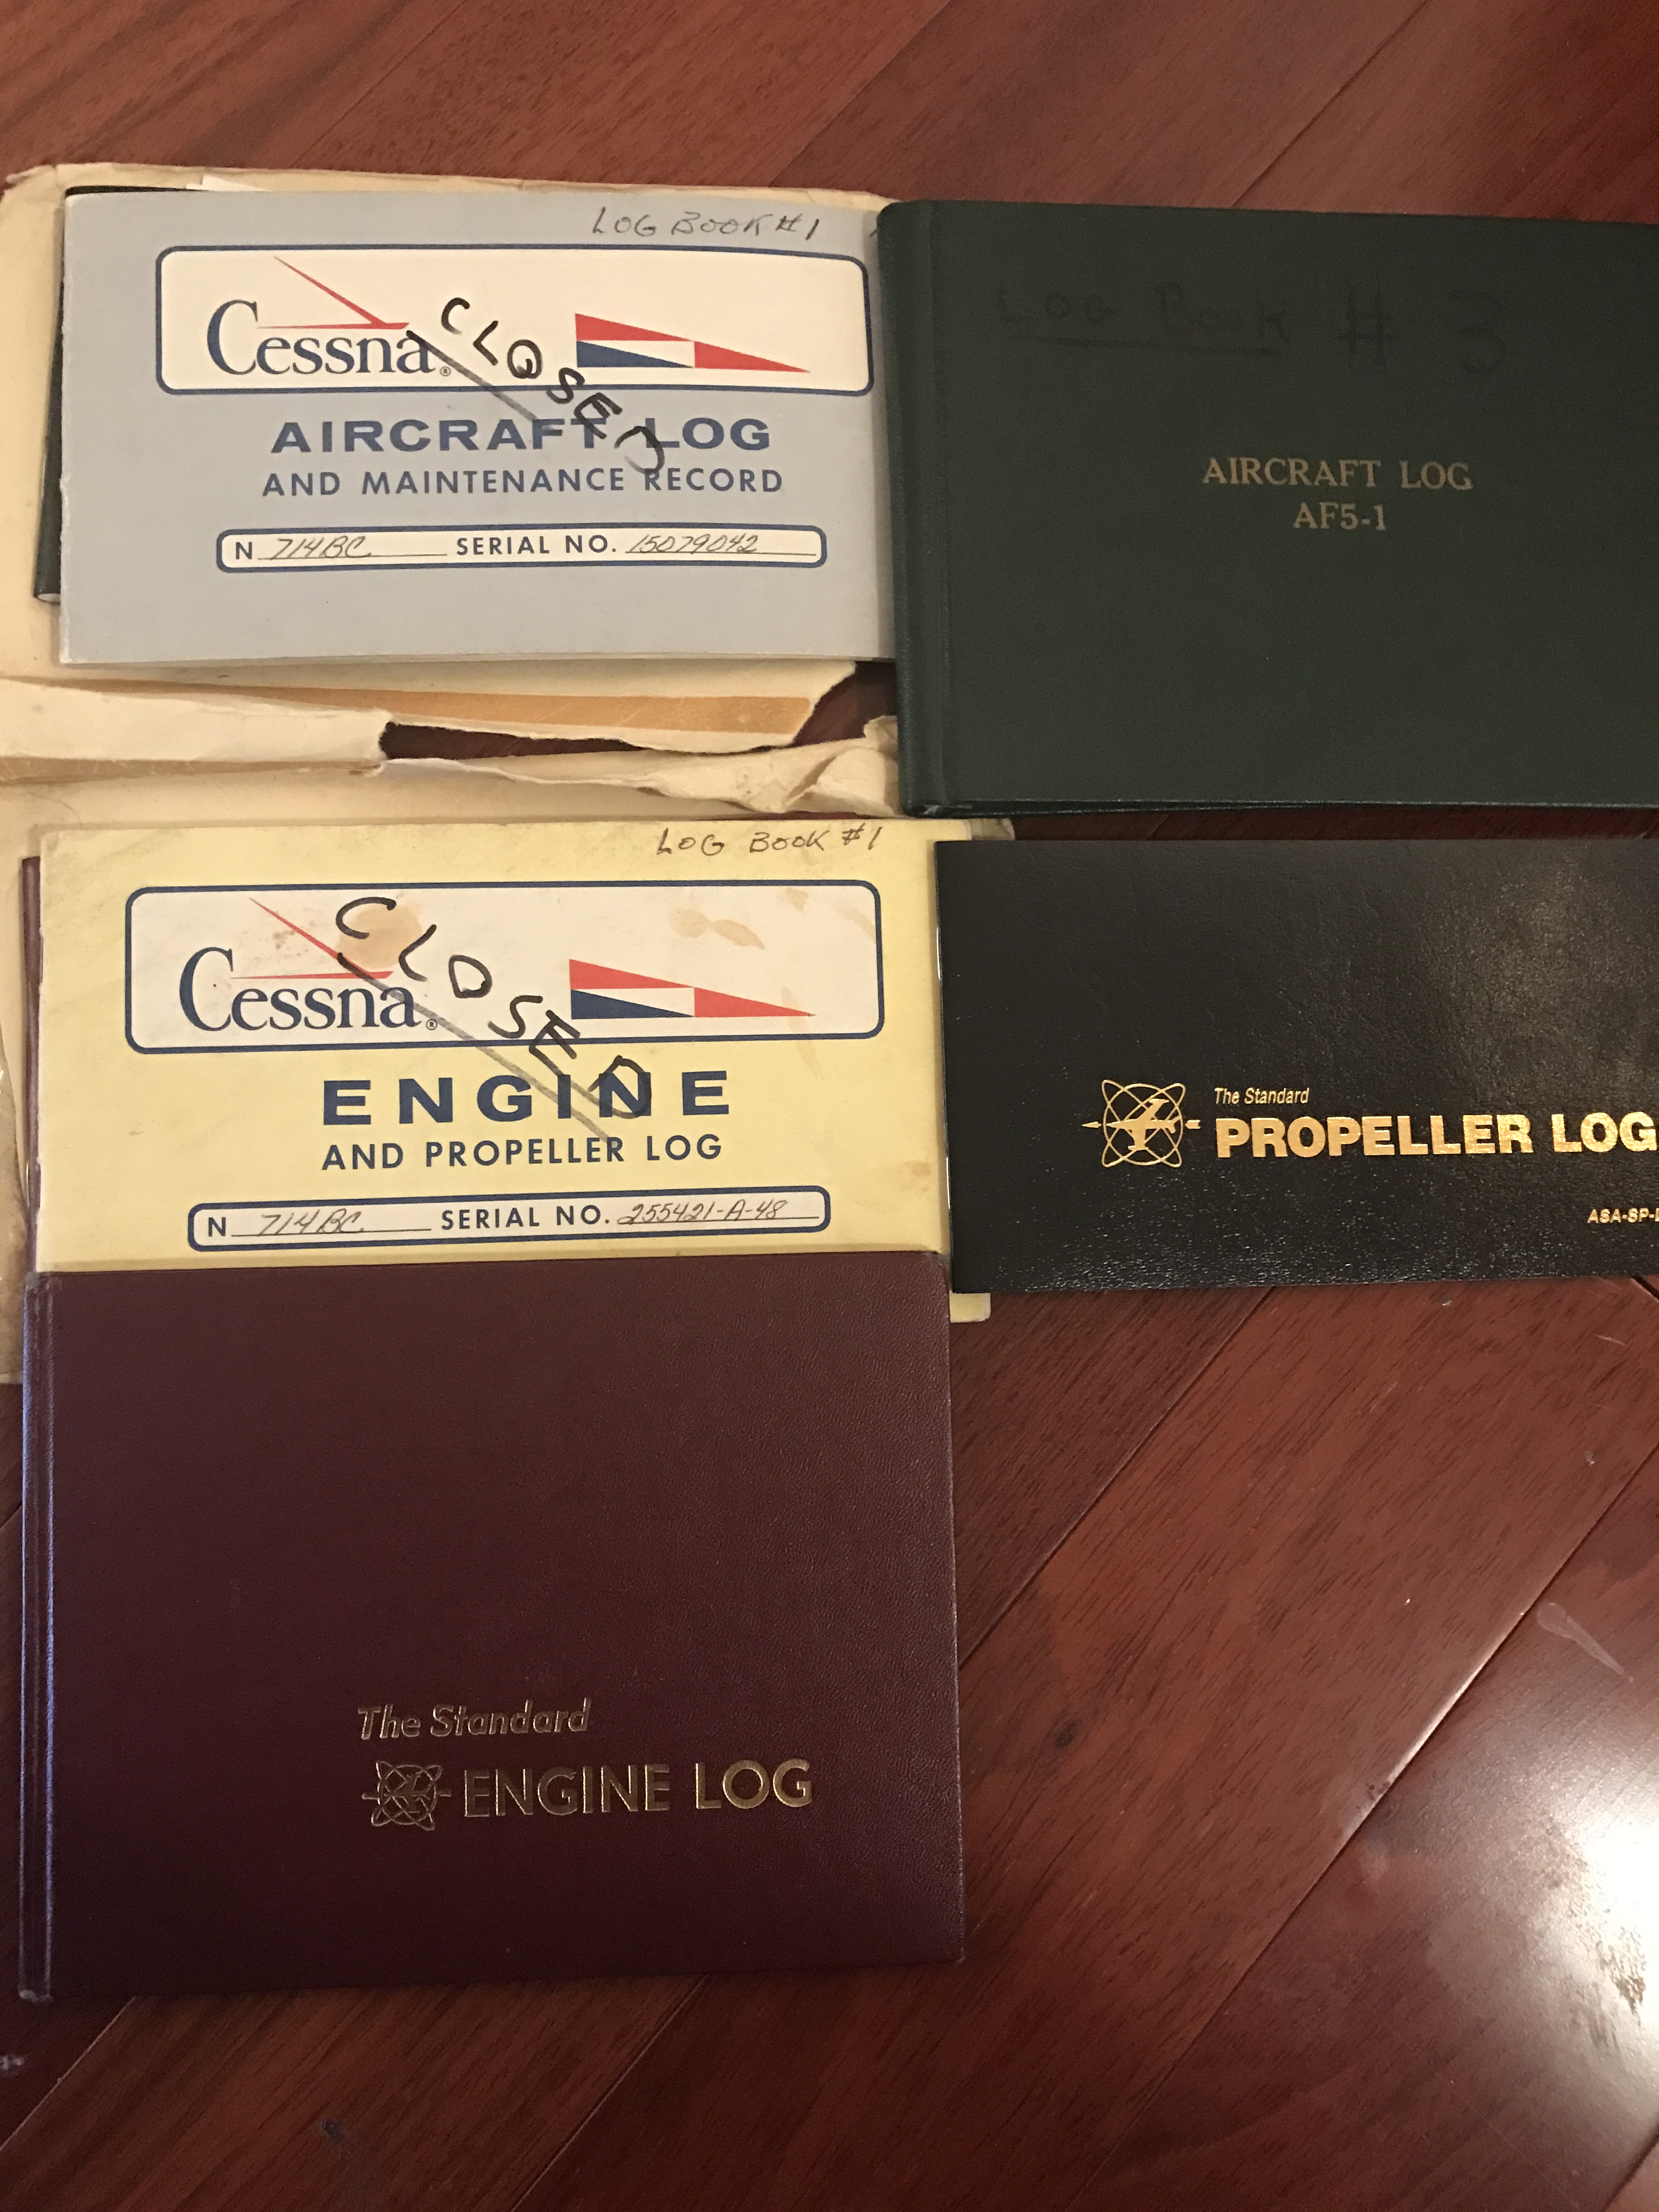 LOG BOOK #1
Cessna®
CLOSED
AIRCRAFT LOG
AND MAINTENANCE RECORD
N 714BC SERIAL NO. 15079042
Log Book # 3
AIRCRAFT LOG
AF5-1
LOG BOOK #1
Cessna®
CLOSED
ENGINE
AND PROPELLER LOG
N 714BC SERIAL NO. 255421-A-48
The Standard
PROPELLER LOG
ASA-SP-
The Standard
ENGINE LOG